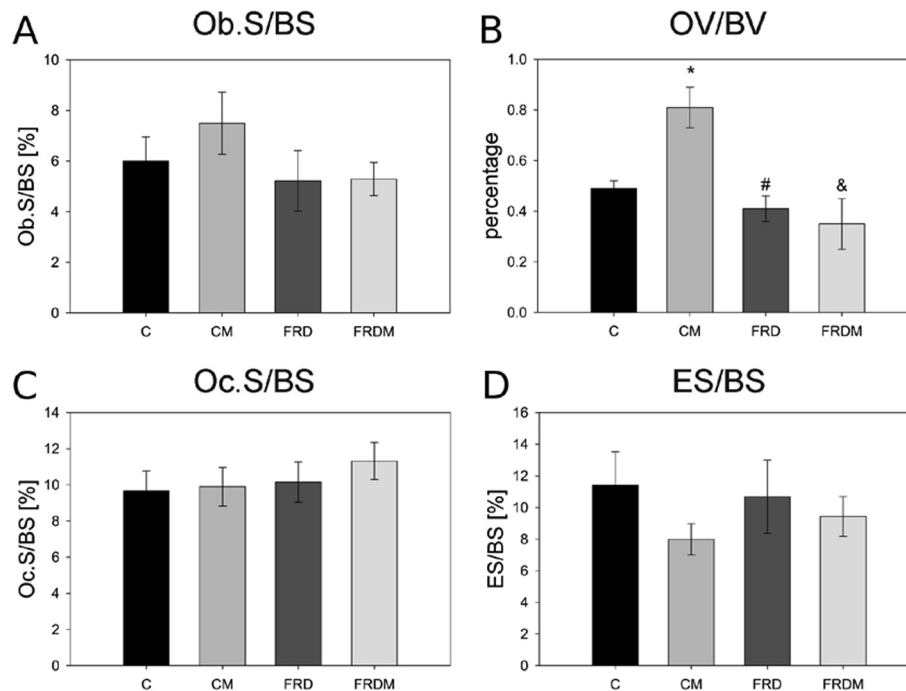 A
Ob.S/BS
Ob.S/BS [%]
10
8
6
4
2
0
C CM FRD FRDM
B
OV/BV
percentage
1.0
0.8
0.6
0.4
0.2
0.0
*
#
&
C CM FRD FRDM
C
Oc.S/BS
Oc.S/BS [%]
14
12
10
8
6
4
2
0
C CM FRD FRDM
D
ES/BS
ES/BS [%]
16
14
12
10
8
6
4
2
0
C CM FRD FRDM